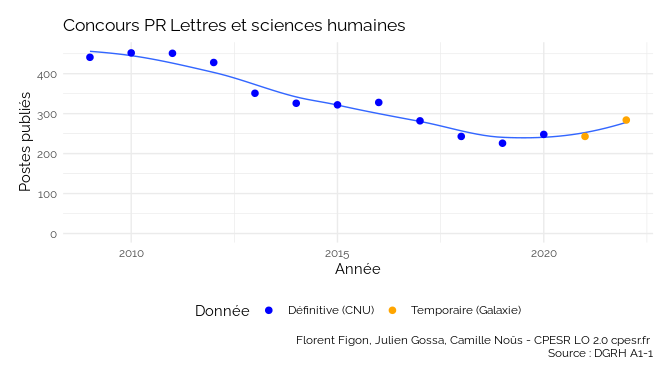 Concours PR Lettres et sciences humaines
Postes publiés
400
300
200
100
0
2010
2015
2020
Année
Donnée
Définitive (CNU)
Temporaire (Galaxie)
Florent Figon, Julien Gossa, Camille Noûs - CPESR LO 2.0 cpesr.fr
Source : DGRH A1-1